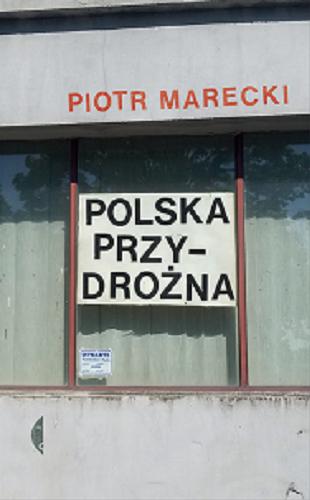 PIOTR MARECKI
POLSKA
PRZY-
DROŻNA